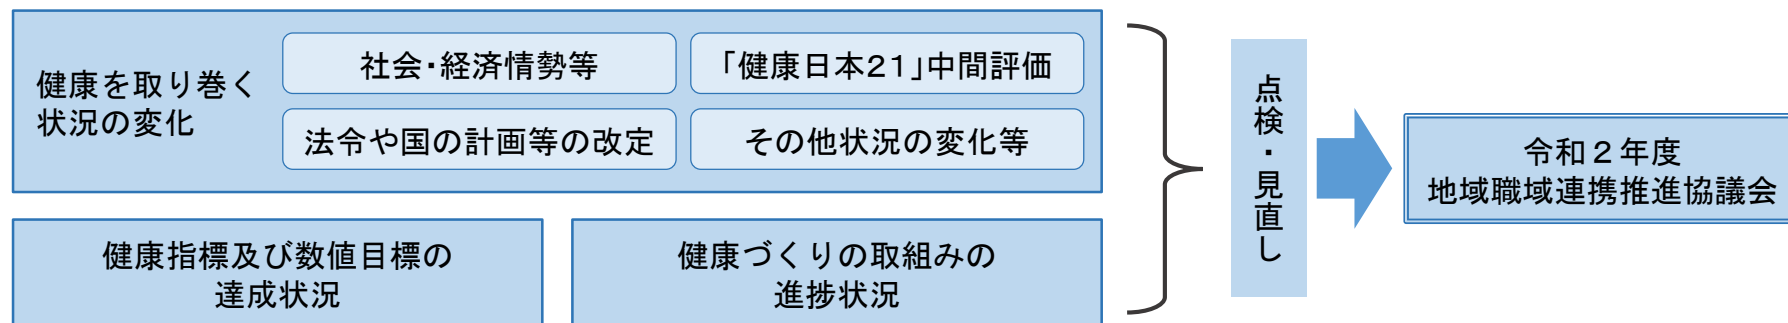 健康を取り巻く
状況の変化
社会・経済情勢等
「健康日本21」中間評価
法令や国の計画等の改定
その他状況の変化等
健康指標及び数値目標の
達成状況
健康づくりの取組みの
進捗状況
点検・見直し
令和２年度
地域職域連携推進協議会